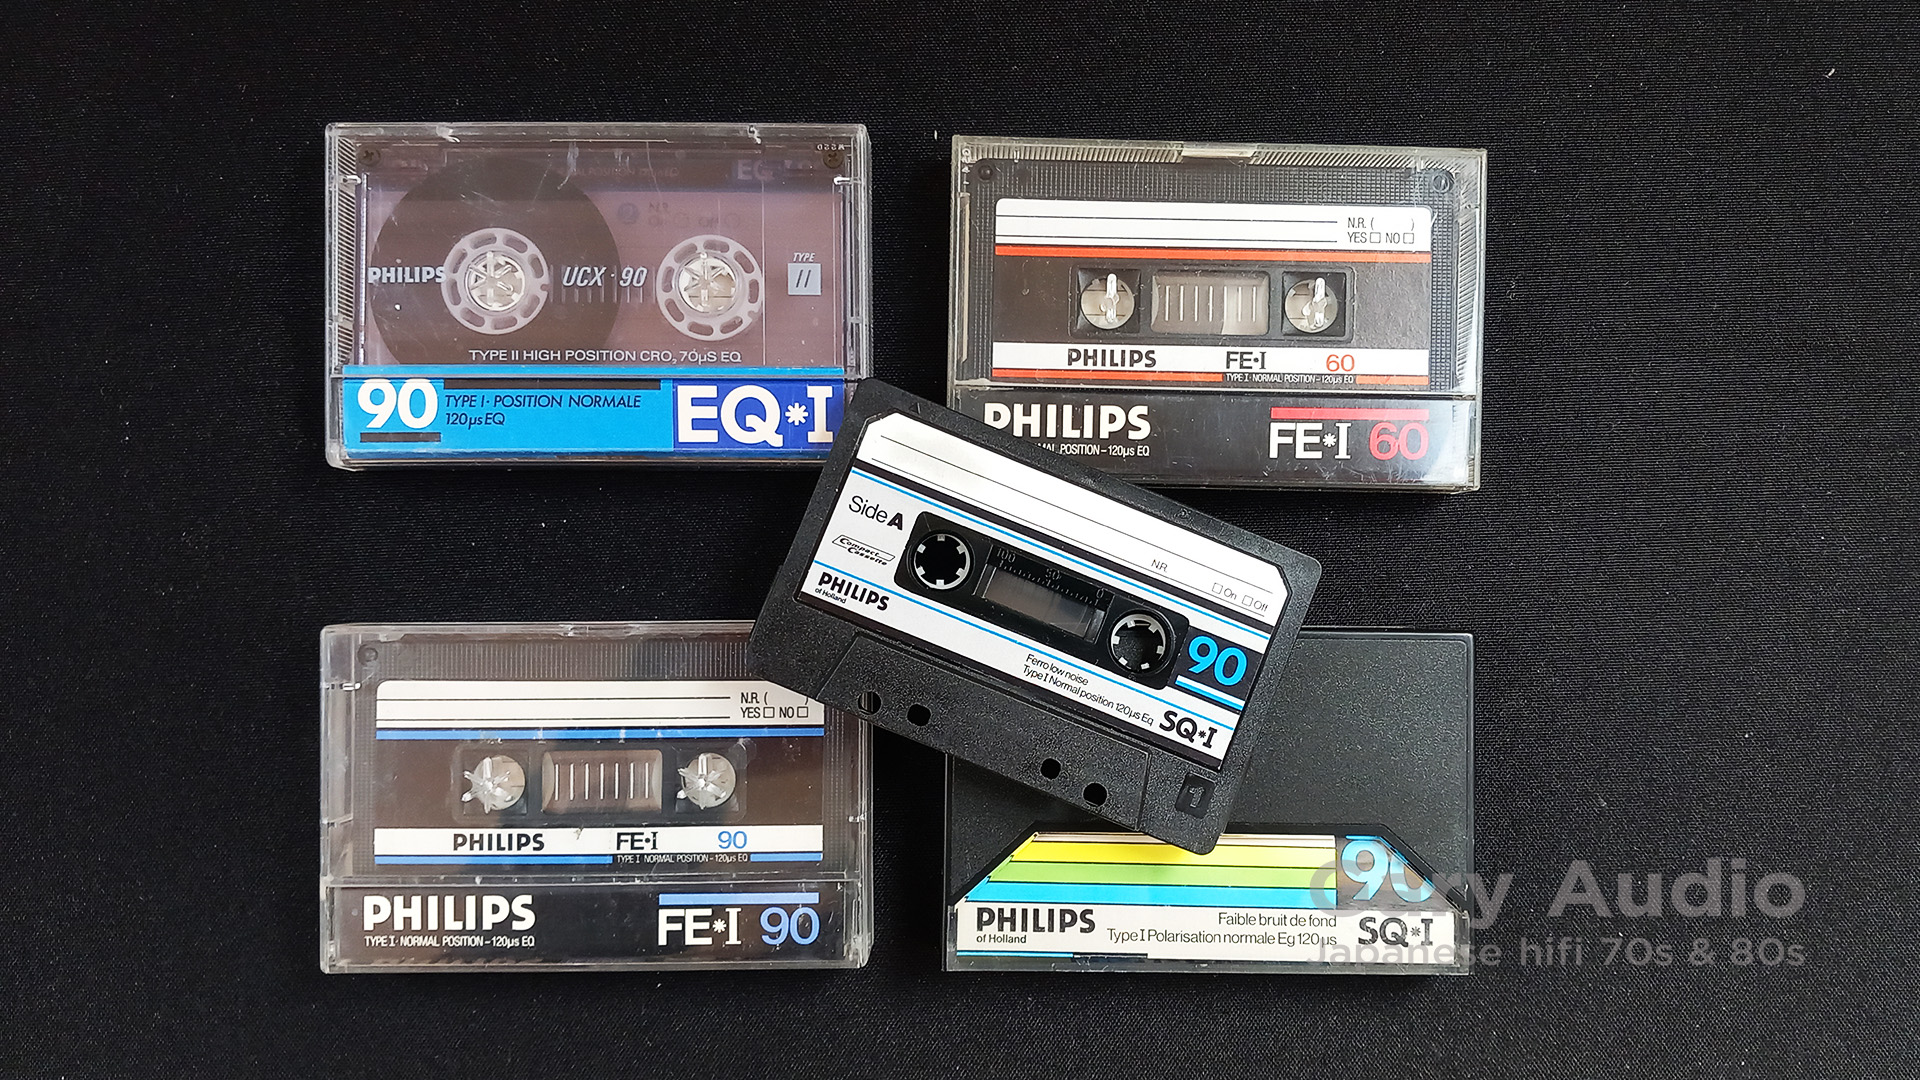 EQ-I
PHILIPS
UCX · 90
TYPE
II
TYPE II HIGH POSITION CRO₂ 70µS EQ
90
TYPE I · POSITION NORMALE
120µs EQ
EQ*I
N.R. ( )
YES □ NO □
PHILIPS FE·I 60
TYPE I · NORMAL POSITION – 120µs EQ
PHILIPS
POSITION – 120µs EQ
FE*I 60
Side A
Compact
Cassette
PHILIPS
of Holland
N.R.
□ On □ Off
100 50 0
90
Ferro low noise
Type I Normal position 120µs Eq
SQ*I
1
N.R. ( )
YES □ NO □
PHILIPS FE·I 90
TYPE I · NORMAL POSITION – 120µs EQ
PHILIPS
TYPE I · NORMAL POSITION – 120µs EQ
FE*I 90
90
PHILIPS
of Holland
Faible bruit de fond
Type I Polarisation normale Eg 120 µs
SQ*I
Audio
Japanese hifi 70s & 80s